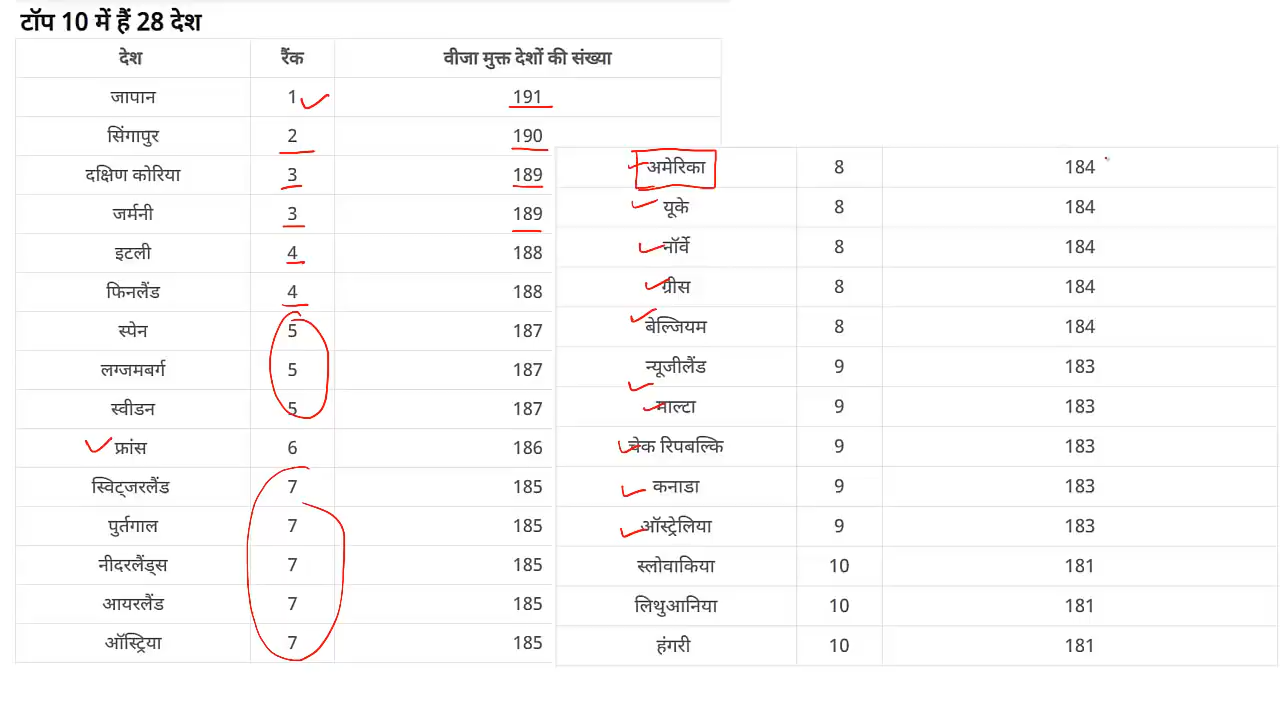 टॉप 10 में हैं 28 देश
देश रैंक वीजा मुक्त देशों की संख्या
जापान 1 191
सिंगापुर 2 190
दक्षिण कोरिया 3 189
जर्मनी 3 189
इटली 4 188
फिनलैंड 4 188
स्पेन 5 187
लग्जमबर्ग 5 187
स्वीडन 5 187
फ्रांस 6 186
स्विट्जरलैंड 7 185
पुर्तगाल 7 185
नीदरलैंड्स 7 185
आयरलैंड 7 185
ऑस्ट्रिया 7 185
अमेरिका 8 184
यूके 8 184
नॉर्वे 8 184
ग्रीस 8 184
बेल्जियम 8 184
न्यूजीलैंड 9 183
माल्टा 9 183
चेक रिपबल्कि 9 183
कनाडा 9 183
ऑस्ट्रेलिया 9 183
स्लोवाकिया 10 181
लिथुआनिया 10 181
हंगरी 10 181